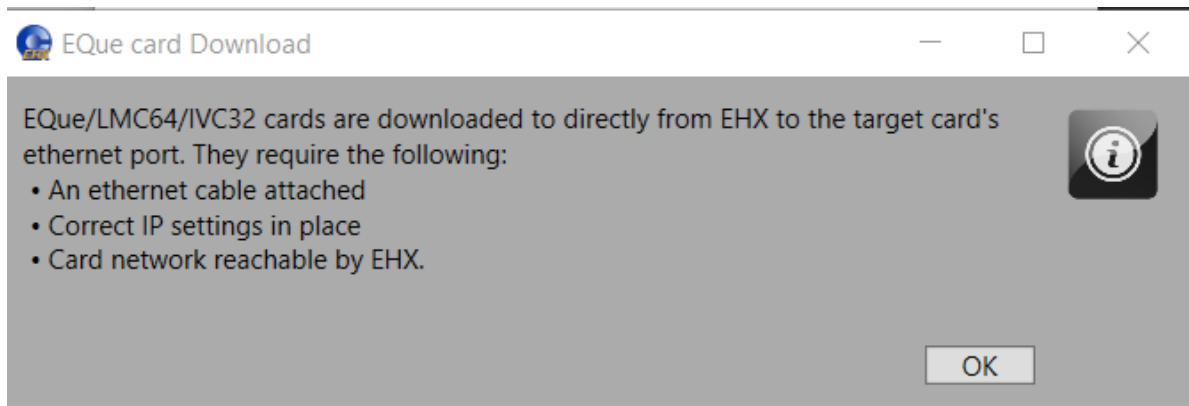 EQue card Download
EQue/LMC64/IVC32 cards are downloaded to directly from EHX to the target card's
ethernet port. They require the following:
• An ethernet cable attached
• Correct IP settings in place
• Card network reachable by EHX.
OK